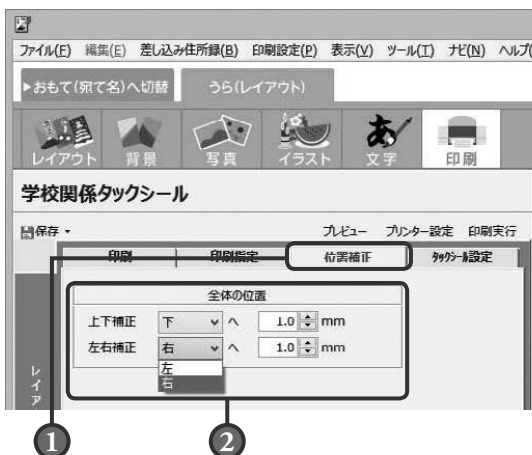 ファイル(F) 編集(E) 差し込み住所録(B) 印刷設定(P) 表示(V) ツール(T) ナビ(N) ヘルプ(
▶おもて(宛て名)へ切替 うら(レイアウト)
レイアウト 背景 写真 イラスト 文字 印刷
あ
学校関係タックシール
保存 プレビュー プリンター設定 印刷実行
印刷 印刷指定 位置補正 タックシール設定
全体の位置
上下補正 下 へ 1.0 mm
左右補正 右 へ 1.0 mm
左
右
レイア
1 2